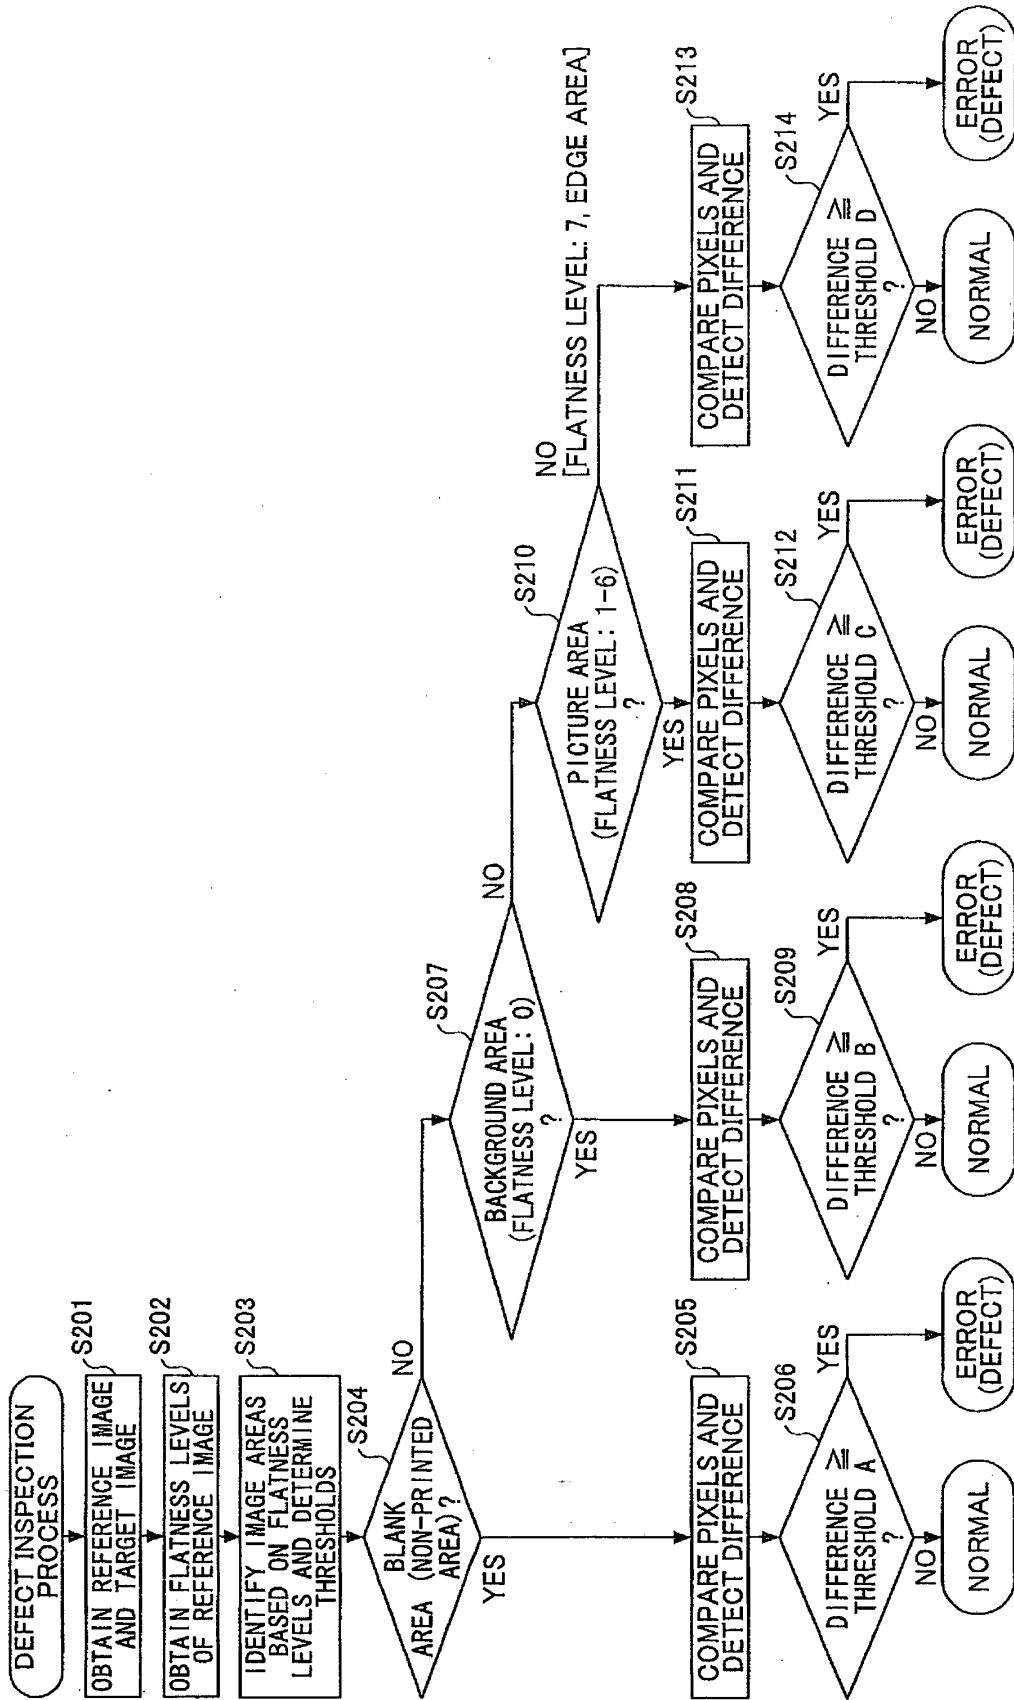 DEFECT INSPECTION
PROCESS
S201
OBTAIN REFERENCE IMAGE
AND TARGET IMAGE
S202
OBTAIN FLATNESS LEVELS
OF REFERENCE IMAGE
S203
IDENTIFY IMAGE AREAS
BASED ON FLATNESS
LEVELS AND DETERMINE
THRESHOLDS
S204
BLANK
AREA (NON-PRINTED
AREA)?
NO
YES
S205
COMPARE PIXELS AND
DETECT DIFFERENCE
S206
DIFFERENCE ≧
THRESHOLD A
?
YES
NO
NORMAL
ERROR
(DEFECT)
S207
BACKGROUND AREA
(FLATNESS LEVEL: 0)
?
NO
YES
S208
COMPARE PIXELS AND
DETECT DIFFERENCE
S209
DIFFERENCE ≧
THRESHOLD B
?
YES
NO
NORMAL
ERROR
(DEFECT)
S210
PICTURE AREA
(FLATNESS LEVEL: 1-6)
?
NO
[FLATNESS LEVEL: 7, EDGE AREA]
YES
S211
COMPARE PIXELS AND
DETECT DIFFERENCE
S212
DIFFERENCE ≧
THRESHOLD C
?
YES
NO
NORMAL
ERROR
(DEFECT)
S213
COMPARE PIXELS AND
DETECT DIFFERENCE
S214
DIFFERENCE ≧
THRESHOLD D
?
YES
NO
NORMAL
ERROR
(DEFECT)